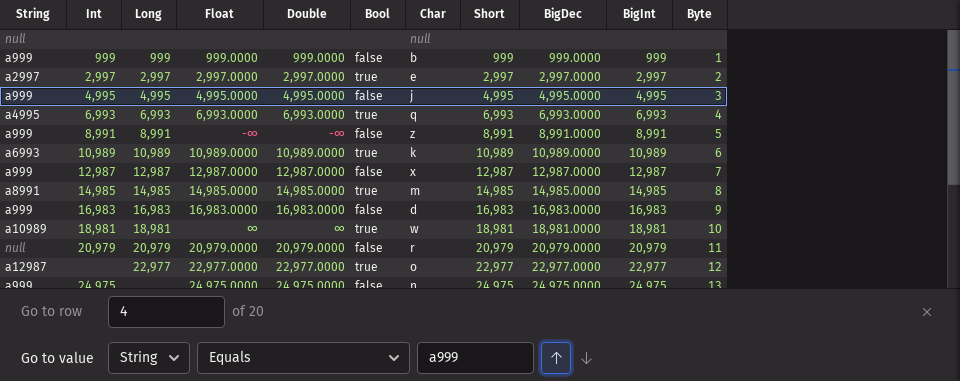 String Int Long Float Double Bool Char Short BigDec BigInt Byte
null null
a999 999 999 999.0000 999.0000 false b 999 999.0000 999 1
a2997 2,997 2,997 2,997.0000 2,997.0000 true e 2,997 2,997.0000 2,997 2
a999 4,995 4,995 4,995.0000 4,995.0000 false j 4,995 4,995.0000 4,995 3
a4995 6,993 6,993 6,993.0000 6,993.0000 true q 6,993 6,993.0000 6,993 4
a999 8,991 8,991 -∞ -∞ false z 8,991 8,991.0000 8,991 5
a6993 10,989 10,989 10,989.0000 10,989.0000 true k 10,989 10,989.0000 10,989 6
a999 12,987 12,987 12,987.0000 12,987.0000 false x 12,987 12,987.0000 12,987 7
a8991 14,985 14,985 14,985.0000 14,985.0000 true m 14,985 14,985.0000 14,985 8
a999 16,983 16,983 16,983.0000 16,983.0000 false d 16,983 16,983.0000 16,983 9
a10989 18,981 18,981 ∞ ∞ true w 18,981 18,981.0000 18,981 10
null 20,979 20,979 20,979.0000 20,979.0000 false r 20,979 20,979.0000 20,979 11
a12987 22,977 22,977.0000 22,977.0000 true o 22,977 22,977.0000 22,977 12
a999 24,975 24,975.0000 24,975.0000 false n 24,975 24,975.0000 24,975 13
Go to row 4 of 20
Go to value String Equals a999